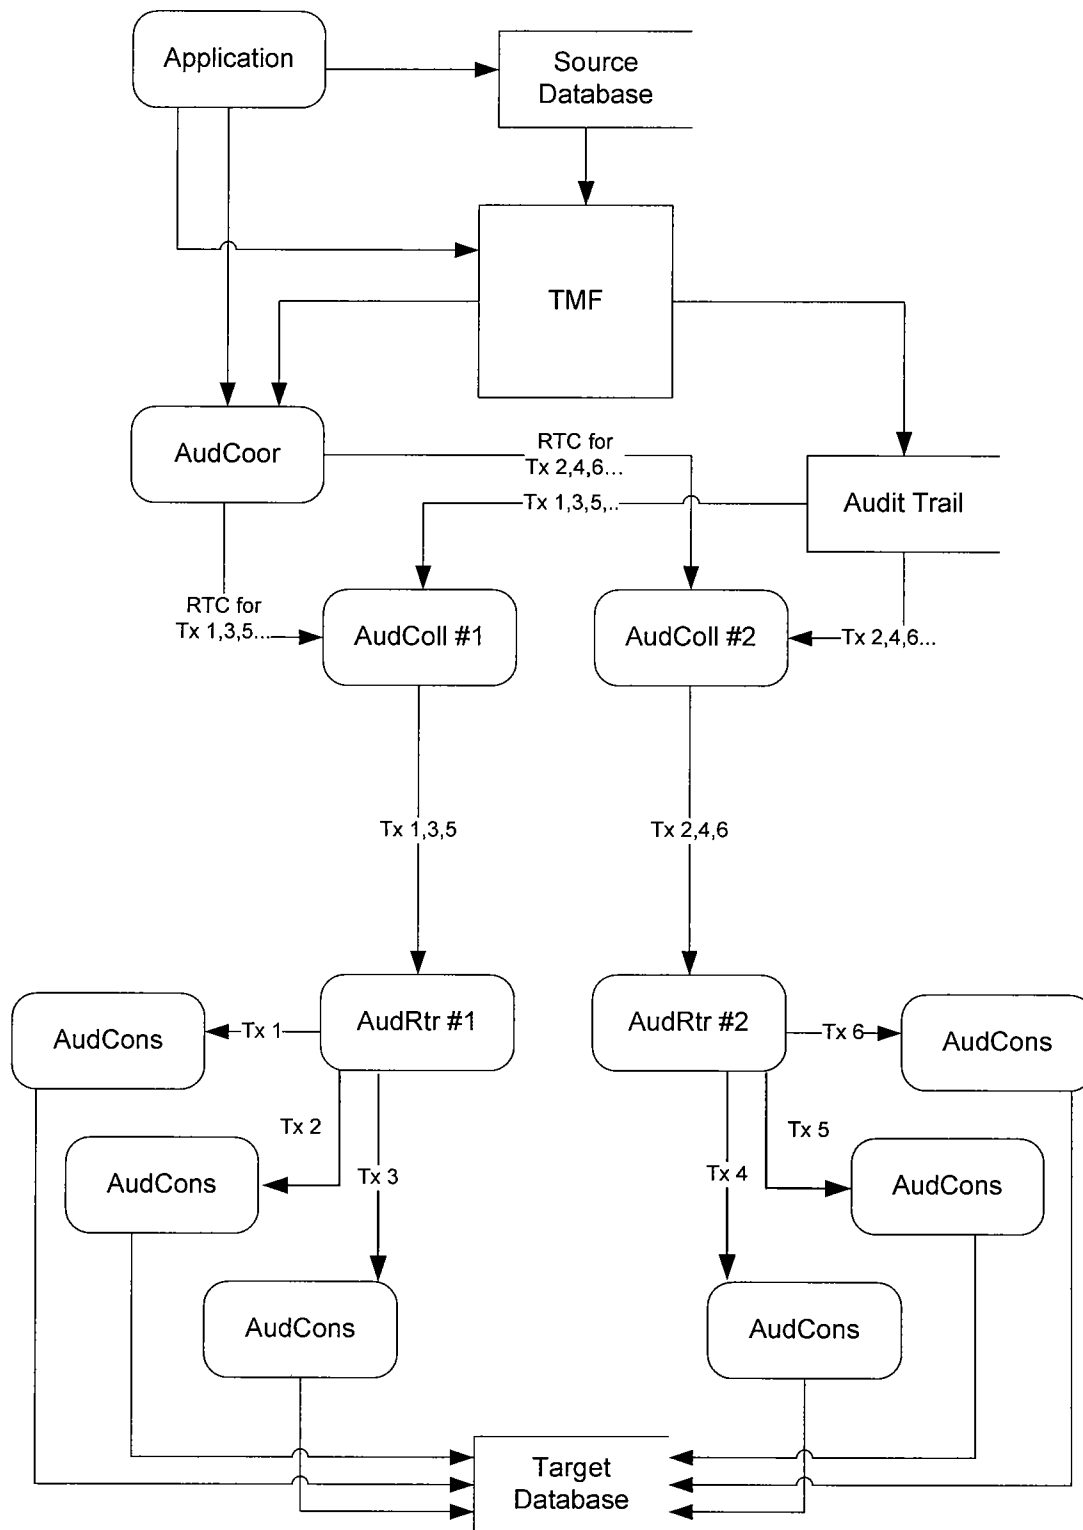 Application
Source
Database
TMF
AudCoor
RTC for
Tx 2,4,6...
Tx 1,3,5,..
Audit Trail
RTC for
Tx 1,3,5...
AudColl #1
AudColl #2
Tx 2,4,6...
Tx 1,3,5
Tx 2,4,6
AudCons
Tx 1
AudRtr #1
AudRtr #2
Tx 6
AudCons
Tx 2
Tx 5
AudCons
Tx 3
Tx 4
AudCons
AudCons
AudCons
Target
Database